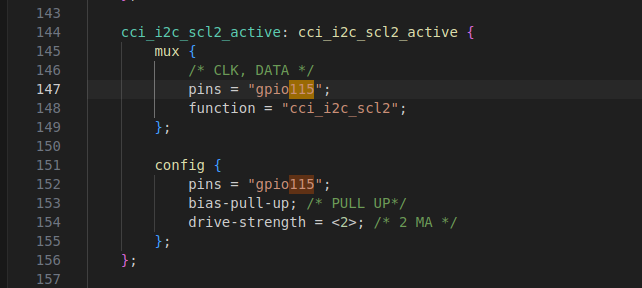 143
144 cci_i2c_scl2_active: cci_i2c_scl2_active {
145 mux {
146 /* CLK, DATA */
147 pins = "gpio115";
148 function = "cci_i2c_scl2";
149 };
150
151 config {
152 pins = "gpio115";
153 bias-pull-up; /* PULL UP*/
154 drive-strength = <2>; /* 2 MA */
155 };
156 };
157